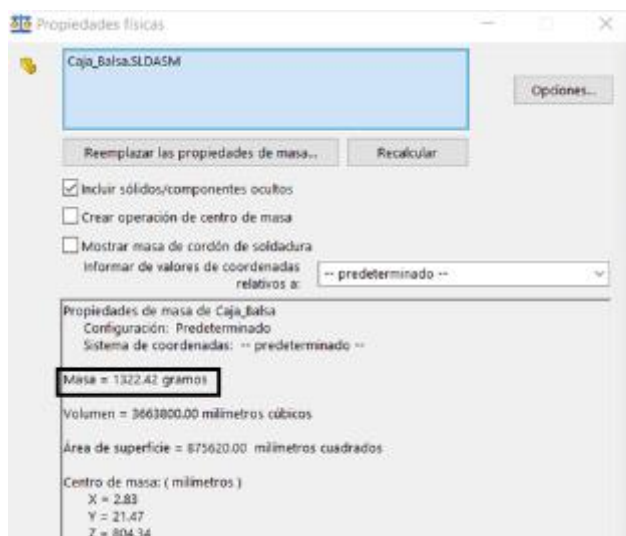 Propiedades físicas
Caja_Balsa.SLDASM
Opciones...
Reemplazar las propiedades de masa...
Recalcular
Incluir sólidos/componentes ocultos
Crear operación de centro de masa
Mostrar masa de cordón de soldadura
Informar de valores de coordenadas relativos a:
-- predeterminado --
Propiedades de masa de Caja_Balsa
Configuración: Predeterminado
Sistema de coordenadas: -- predeterminado --
Masa = 1322.42 gramos
Volumen = 3663800.00 milímetros cúbicos
Área de superficie = 875620.00 milímetros cuadrados
Centro de masa: ( milímetros )
X = 2.83
Y = 21.47
Z = 804.34